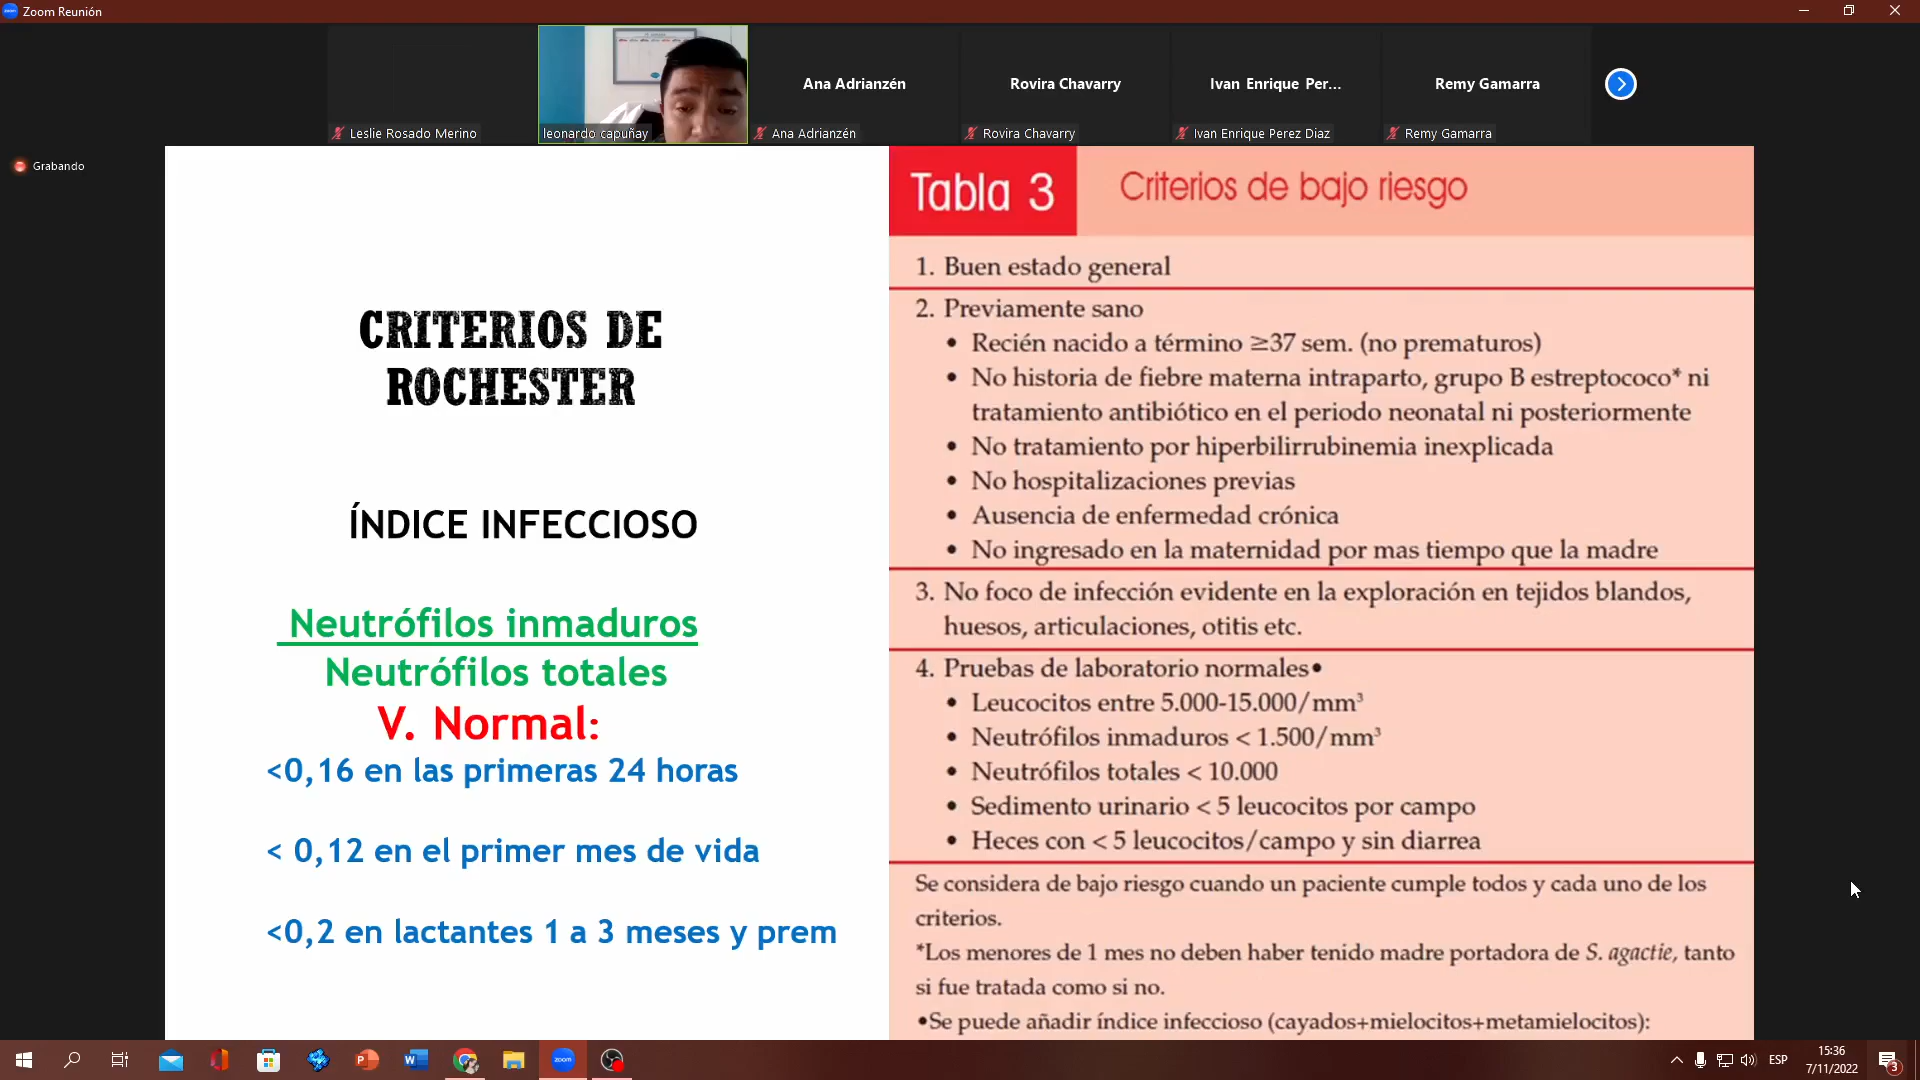 Zoom Reunión
Ana Adrianzén
Rovira Chavarry
Ivan Enrique Per...
Remy Gamarra
Leslie Rosado Merino
leonardo capuñay
Ana Adrianzén
Rovira Chavarry
Ivan Enrique Perez Diaz
Remy Gamarra
Grabando
CRITERIOS DE
ROCHESTER
ÍNDICE INFECCIOSO
Neutrófilos inmaduros
Neutrófilos totales
V. Normal:
<0,16 en las primeras 24 horas
< 0,12 en el primer mes de vida
<0,2 en lactantes 1 a 3 meses y prem
Tabla 3
Criterios de bajo riesgo
1. Buen estado general
2. Previamente sano
• Recién nacido a término ≥37 sem. (no prematuros)
• No historia de fiebre materna intraparto, grupo B estreptococo* ni
tratamiento antibiótico en el periodo neonatal ni posteriormente
• No tratamiento por hiperbilirrubinemia inexplicada
• No hospitalizaciones previas
• Ausencia de enfermedad crónica
• No ingresado en la maternidad por mas tiempo que la madre
3. No foco de infección evidente en la exploración en tejidos blandos,
huesos, articulaciones, otitis etc.
4. Pruebas de laboratorio normales•
• Leucocitos entre 5.000-15.000/mm³
• Neutrófilos inmaduros < 1.500/mm³
• Neutrófilos totales < 10.000
• Sedimento urinario < 5 leucocitos por campo
• Heces con < 5 leucocitos/campo y sin diarrea
Se considera de bajo riesgo cuando un paciente cumple todos y cada uno de los
criterios.
*Los menores de 1 mes no deben haber tenido madre portadora de S. agactie, tanto
si fue tratada como si no.
•Se puede añadir índice infeccioso (cayados+mielocitos+metamielocitos):
zoom
ESP
15:36
7/11/2022
3